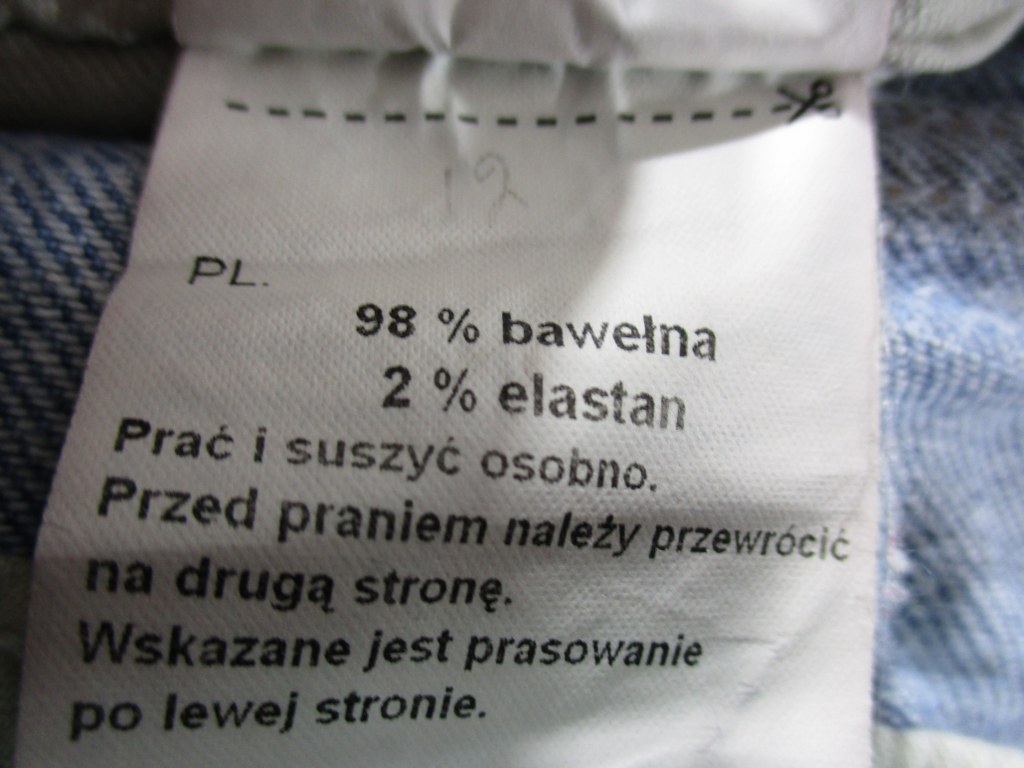 12
PL.
98 % bawełna
2 % elastan
Prać i suszyć osobno.
Przed praniem należy przewrócić
na drugą stronę.
Wskazane jest prasowanie
po lewej stronie.